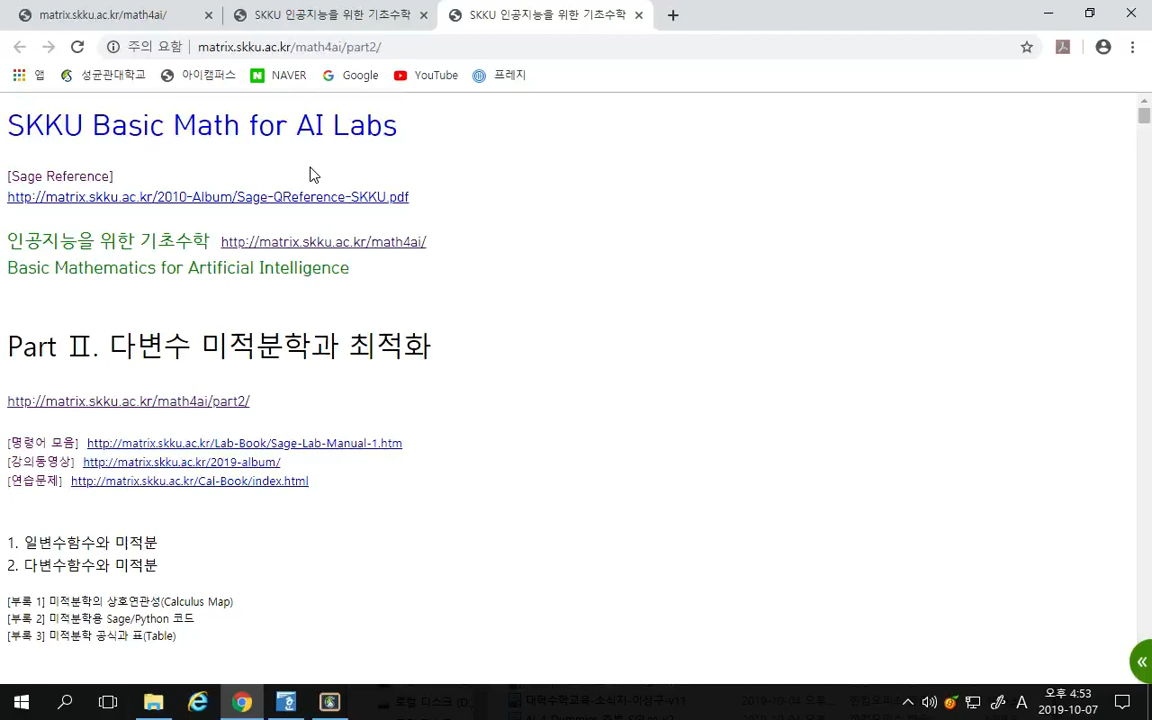 matrix.skku.ac.kr/math4ai/
SKKU 인공지능을 위한 기초수학
SKKU 인공지능을 위한 기초수학
주의 요함 matrix.skku.ac.kr/math4ai/part2/
앱 성균관대학교 아이캠퍼스 NAVER Google YouTube 프레지
SKKU Basic Math for AI Labs
[Sage Reference]
http://matrix.skku.ac.kr/2010-Album/Sage-QReference-SKKU.pdf
인공지능을 위한 기초수학 http://matrix.skku.ac.kr/math4ai/
Basic Mathematics for Artificial Intelligence
Part Ⅱ. 다변수 미적분학과 최적화
http://matrix.skku.ac.kr/math4ai/part2/
[명령어 모음] http://matrix.skku.ac.kr/Lab-Book/Sage-Lab-Manual-1.htm
[강의동영상] http://matrix.skku.ac.kr/2019-album/
[연습문제] http://matrix.skku.ac.kr/Cal-Book/index.html
1. 일변수함수와 미적분
2. 다변수함수와 미적분
[부록 1] 미적분학의 상호연관성(Calculus Map)
[부록 2] 미적분학용 Sage/Python 코드
[부록 3] 미적분학 공식과 표(Table)
로컬 디스크 (D:
A
오후 4:53
2019-10-07